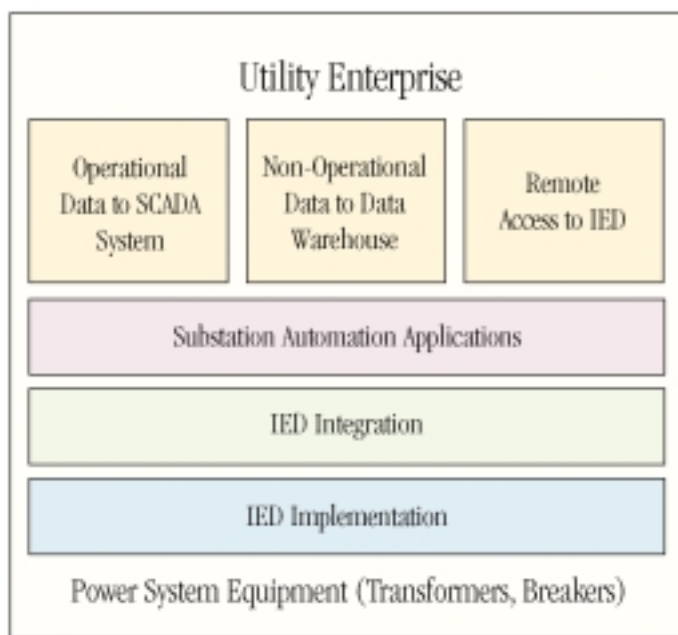 Utility Enterprise
Operational
Data to SCADA
System
Non-Operational
Data to Data
Warehouse
Remote
Access to IED
Substation Automation Applications
IED Integration
IED Implementation
Power System Equipment (Transformers, Breakers)